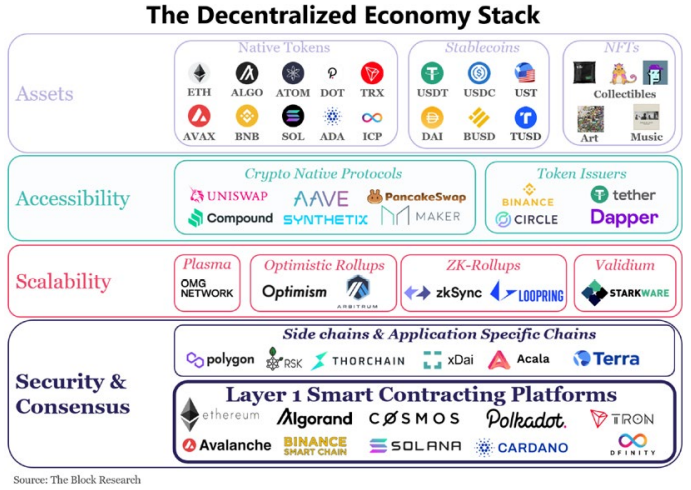 The Decentralized Economy Stack
Assets
Native Tokens
ETH ALGO ATOM DOT TRX
AVAX BNB SOL ADA ICP
Stablecoins
USDT USDC UST
DAI BUSD TUSD
NFTs
Collectibles
Art Music
Accessibility
Crypto Native Protocols
UNISWAP AAVE PancakeSwap
Compound SYNTHETIX MAKER
Token Issuers
BINANCE tether
CIRCLE Dapper
Scalability
Plasma
OMG
NETWORK
Optimistic Rollups
Optimism ARBITRUM
ZK-Rollups
zkSync LOOPRING
Validium
STARKWARE
Security &
Consensus
Side chains & Application Specific Chains
polygon RSK THORCHAIN xDai Acala Terra
Layer 1 Smart Contracting Platforms
ethereum Algorand COSMOS Polkadot. TRON
Avalanche BINANCE
SMART CHAIN SOLANA CARDANO DFINITY
Source: The Block Research